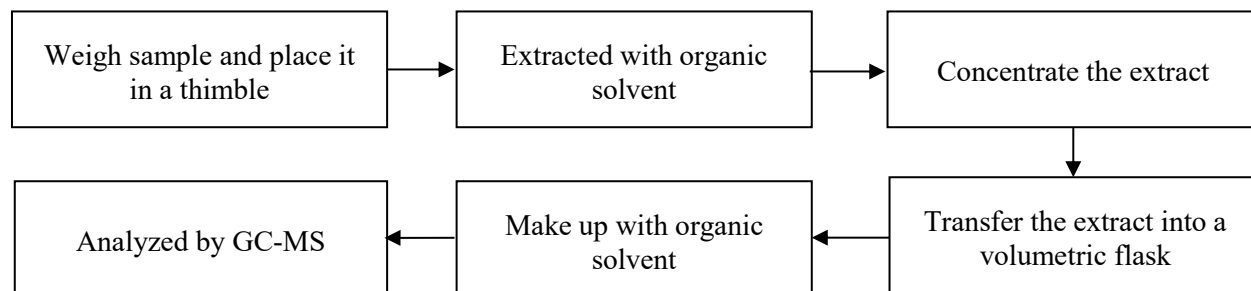 Weigh sample and place it
in a thimble
Extracted with organic
solvent
Concentrate the extract
Transfer the extract into a
volumetric flask
Make up with organic
solvent
Analyzed by GC-MS